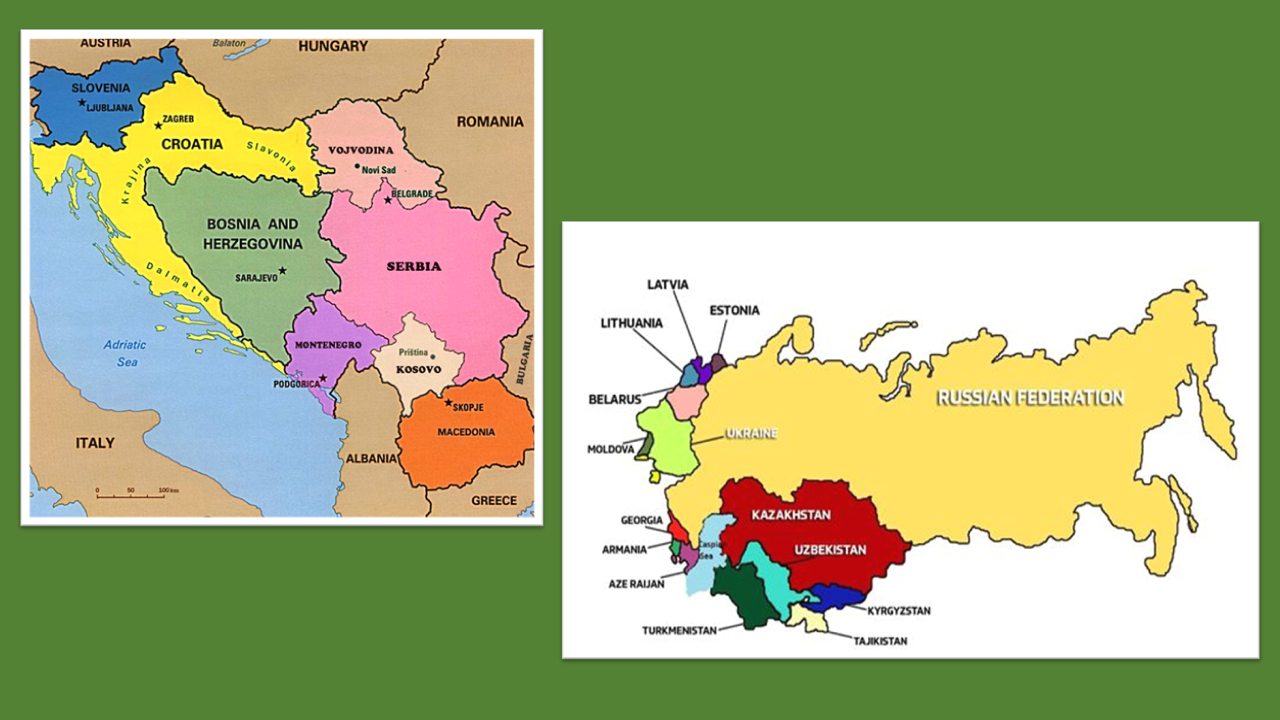 AUSTRIA
Balaton
HUNGARY
SLOVENIA
LJUBLJANA
ZAGREB
CROATIA
Slavonia
Krajina
VOJVODINA
Novi Sad
ROMANIA
BELGRADE
BOSNIA AND
HERZEGOVINA
SARAJEVO
SERBIA
Dalmatia
Adriatic
Sea
MONTENEGRO
Priština
KOSOVO
BULGARIA
PODGORICA
SKOPJE
MACEDONIA
ITALY
ALBANIA
GREECE
0 50 100 km
LATVIA
ESTONIA
LITHUANIA
BELARUS
RUSSIAN FEDERATION
UKRAINE
MOLDOVA
KAZAKHSTAN
GEORGIA
Caspian
Sea
ARMANIA
UZBEKISTAN
AZE RAIJAN
KYRGYZSTAN
TURKMENISTAN
TAJIKISTAN